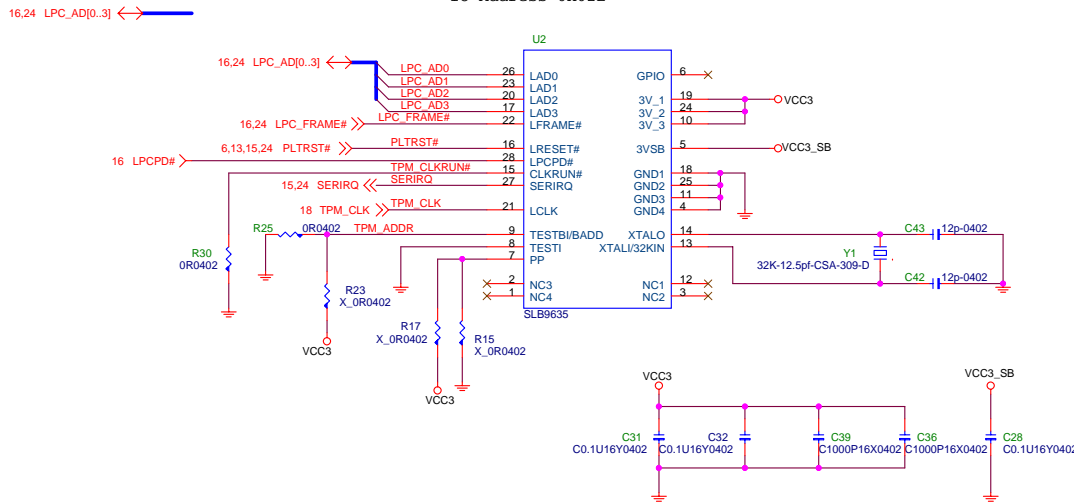 16,24 LPC_AD[0..3]
U2
16,24 LPC_AD[0..3]
LPC_AD0 26 LAD0 GPIO 6
LPC_AD1 23 LAD1
LPC_AD2 20 LAD2 3V_1 19 VCC3
LPC_AD3 17 LAD3 3V_2 24
16,24 LPC_FRAME# LPC_FRAME# 22 LFRAME# 3V_3 10
6,13,15,24 PLTRST# 16 LRESET# 3VSB 5 VCC3_SB
16 LPCPD# 28 LPCPD#
TPM_CLKRUN# 15 CLKRUN# GND1 18
15,24 SERIRQ SERIRQ 27 SERIRQ GND2 25
GND3 11
18 TPM_CLK TPM_CLK 21 LCLK GND4 4
R25 0R0402 TPM_ADDR 9 TESTBI/BADD XTALO 14 C43 12p-0402
8 TESTI XTALI/32KIN 13
R30 0R0402 7 PP Y1
32K-12.5pf-CSA-309-D
2 NC3 NC1 12 C42 12p-0402
1 NC4 NC2 3
R23
X_0R0402
SLB9635
VCC3
R17
X_0R0402
R15
X_0R0402
VCC3
VCC3 VCC3_SB
C31 C32 C39 C36 C28
C0.1U16Y0402 C0.1U16Y0402 C1000P16X0402 C1000P16X0402 C0.1U16Y0402